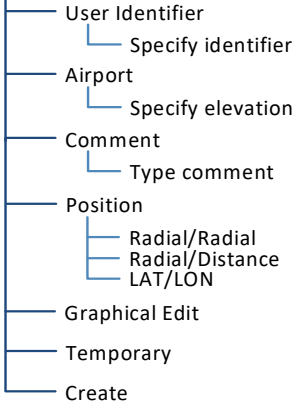 User Identifier
Specify identifier
Airport
Specify elevation
Comment
Type comment
Position
Radial/Radial
Radial/Distance
LAT/LON
Graphical Edit
Temporary
Create